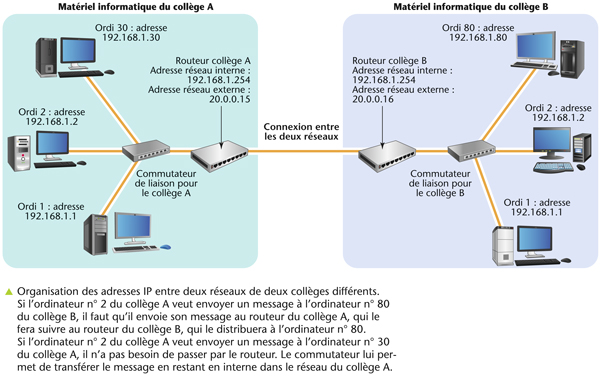 Matériel informatique du collège A
Matériel informatique du collège B
Ordi 30 : adresse
192.168.1.30
Routeur collège A
Adresse réseau interne :
192.168.1.254
Adresse réseau externe :
20.0.0.15
Ordi 2 : adresse
192.168.1.2
Commutateur
de liaison pour
le collège A
Ordi 1 : adresse
192.168.1.1
Connexion entre
les deux réseaux
Routeur collège B
Adresse réseau interne :
192.168.1.254
Adresse réseau externe :
20.0.0.16
Ordi 80 : adresse
192.168.1.80
Ordi 2 : adresse
192.168.1.2
Commutateur
de liaison pour
le collège B
Ordi 1 : adresse
192.168.1.1
Organisation des adresses IP entre deux réseaux de deux collèges différents.
Si l'ordinateur n° 2 du collège A veut envoyer un message à l'ordinateur n° 80
du collège B, il faut qu'il envoie son message au routeur du collège A, qui le
fera suivre au routeur du collège B, qui le distribuera à l'ordinateur n° 80.
Si l'ordinateur n° 2 du collège A veut envoyer un message à l'ordinateur n° 30
du collège A, il n'a pas besoin de passer par le routeur. Le commutateur lui per-
met de transférer le message en restant en interne dans le réseau du collège A.